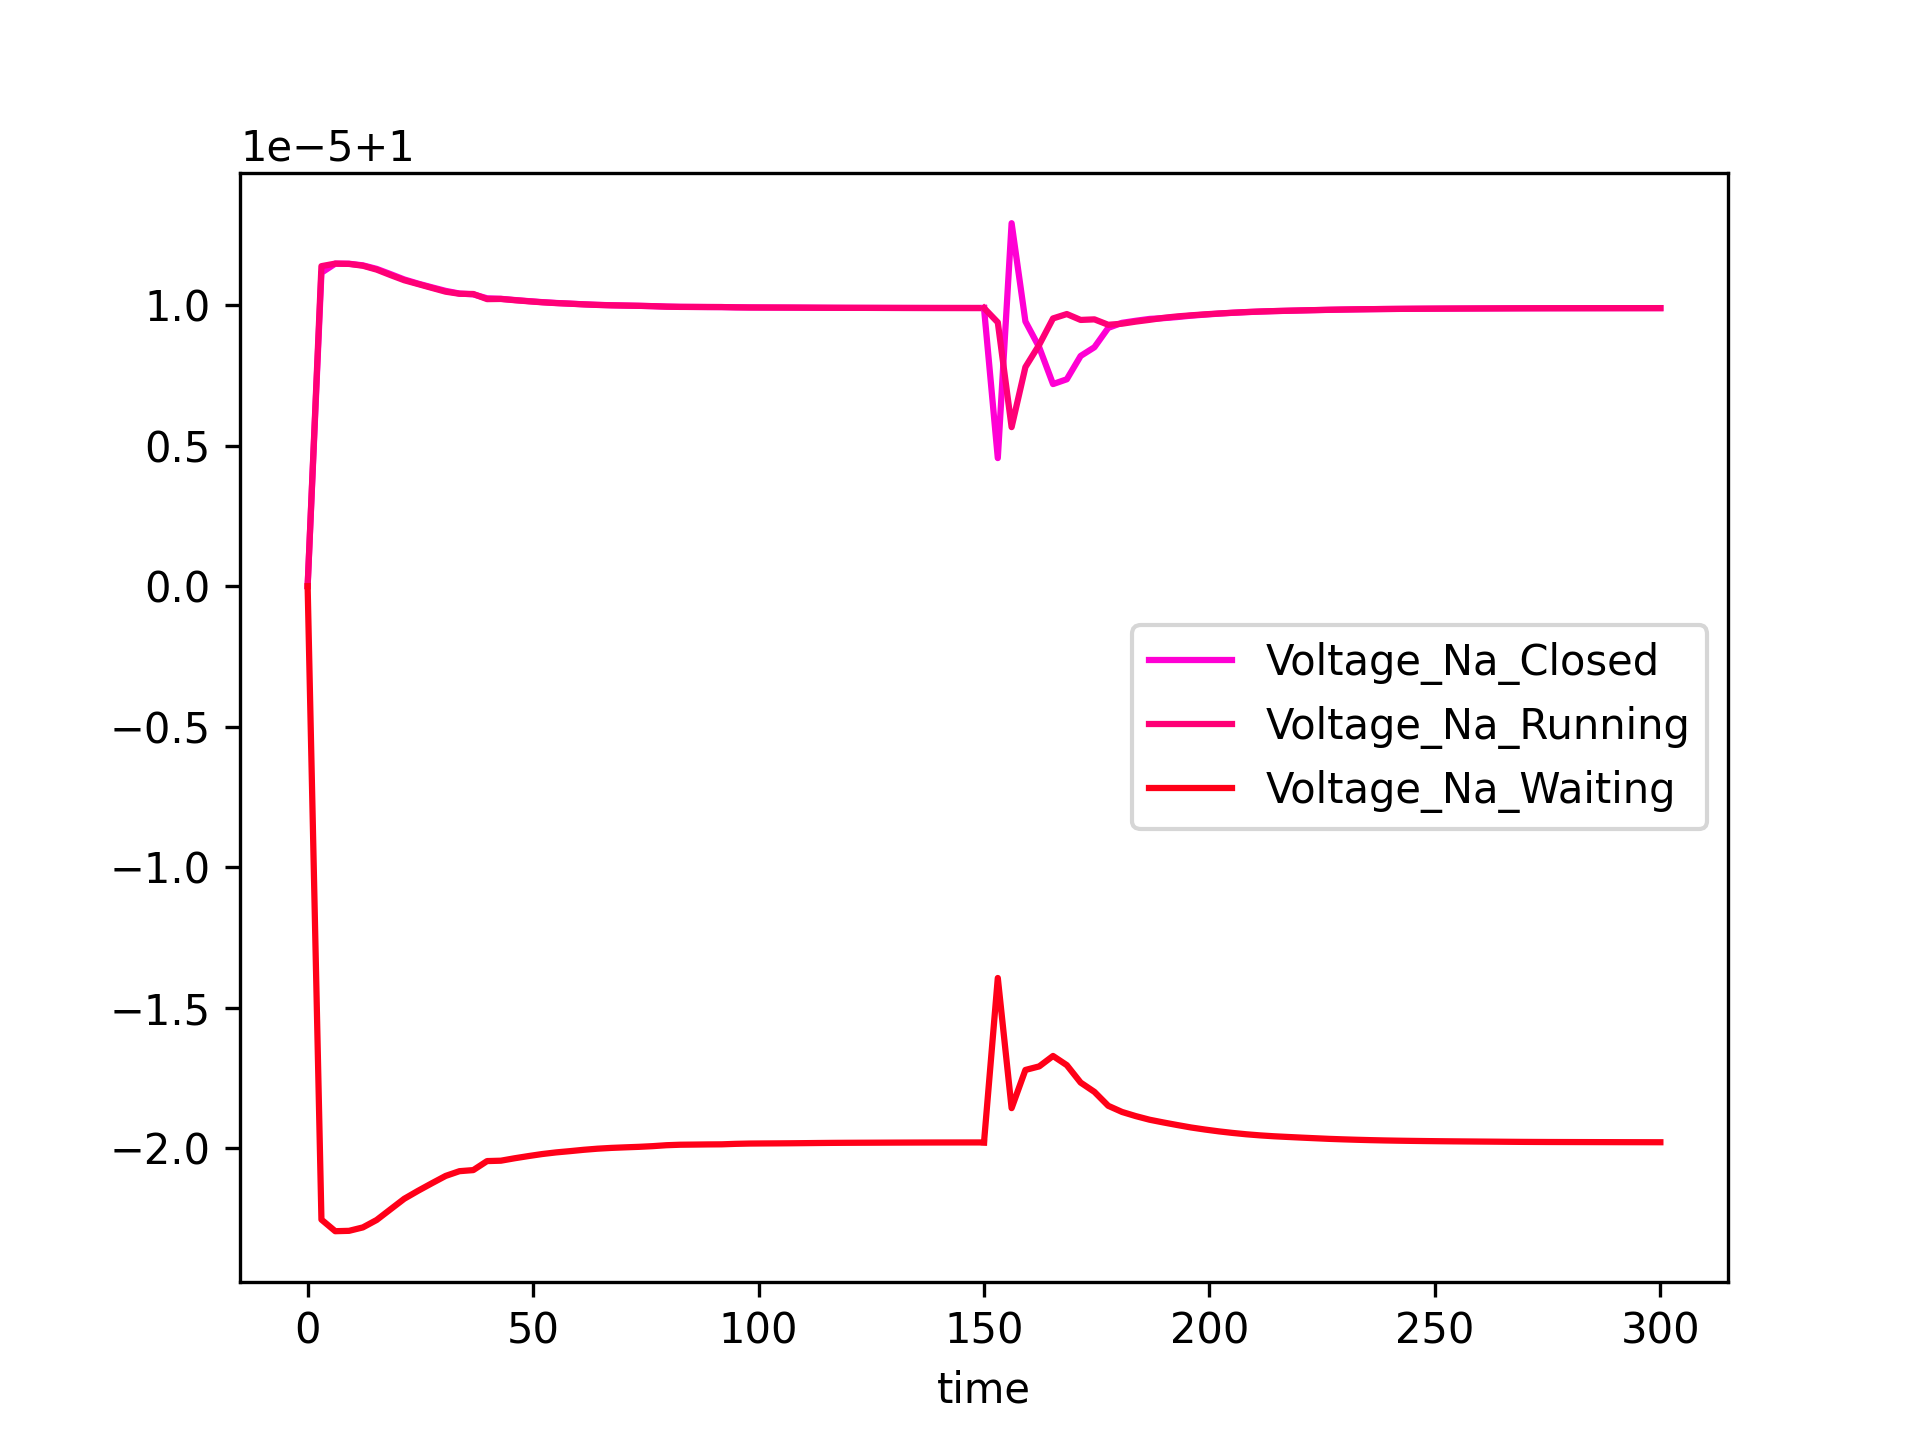 1e−5+1
1.0
0.5
0.0
−0.5
−1.0
−1.5
−2.0
Voltage_Na_Closed
Voltage_Na_Running
Voltage_Na_Waiting
0 50 100 150 200 250 300
time